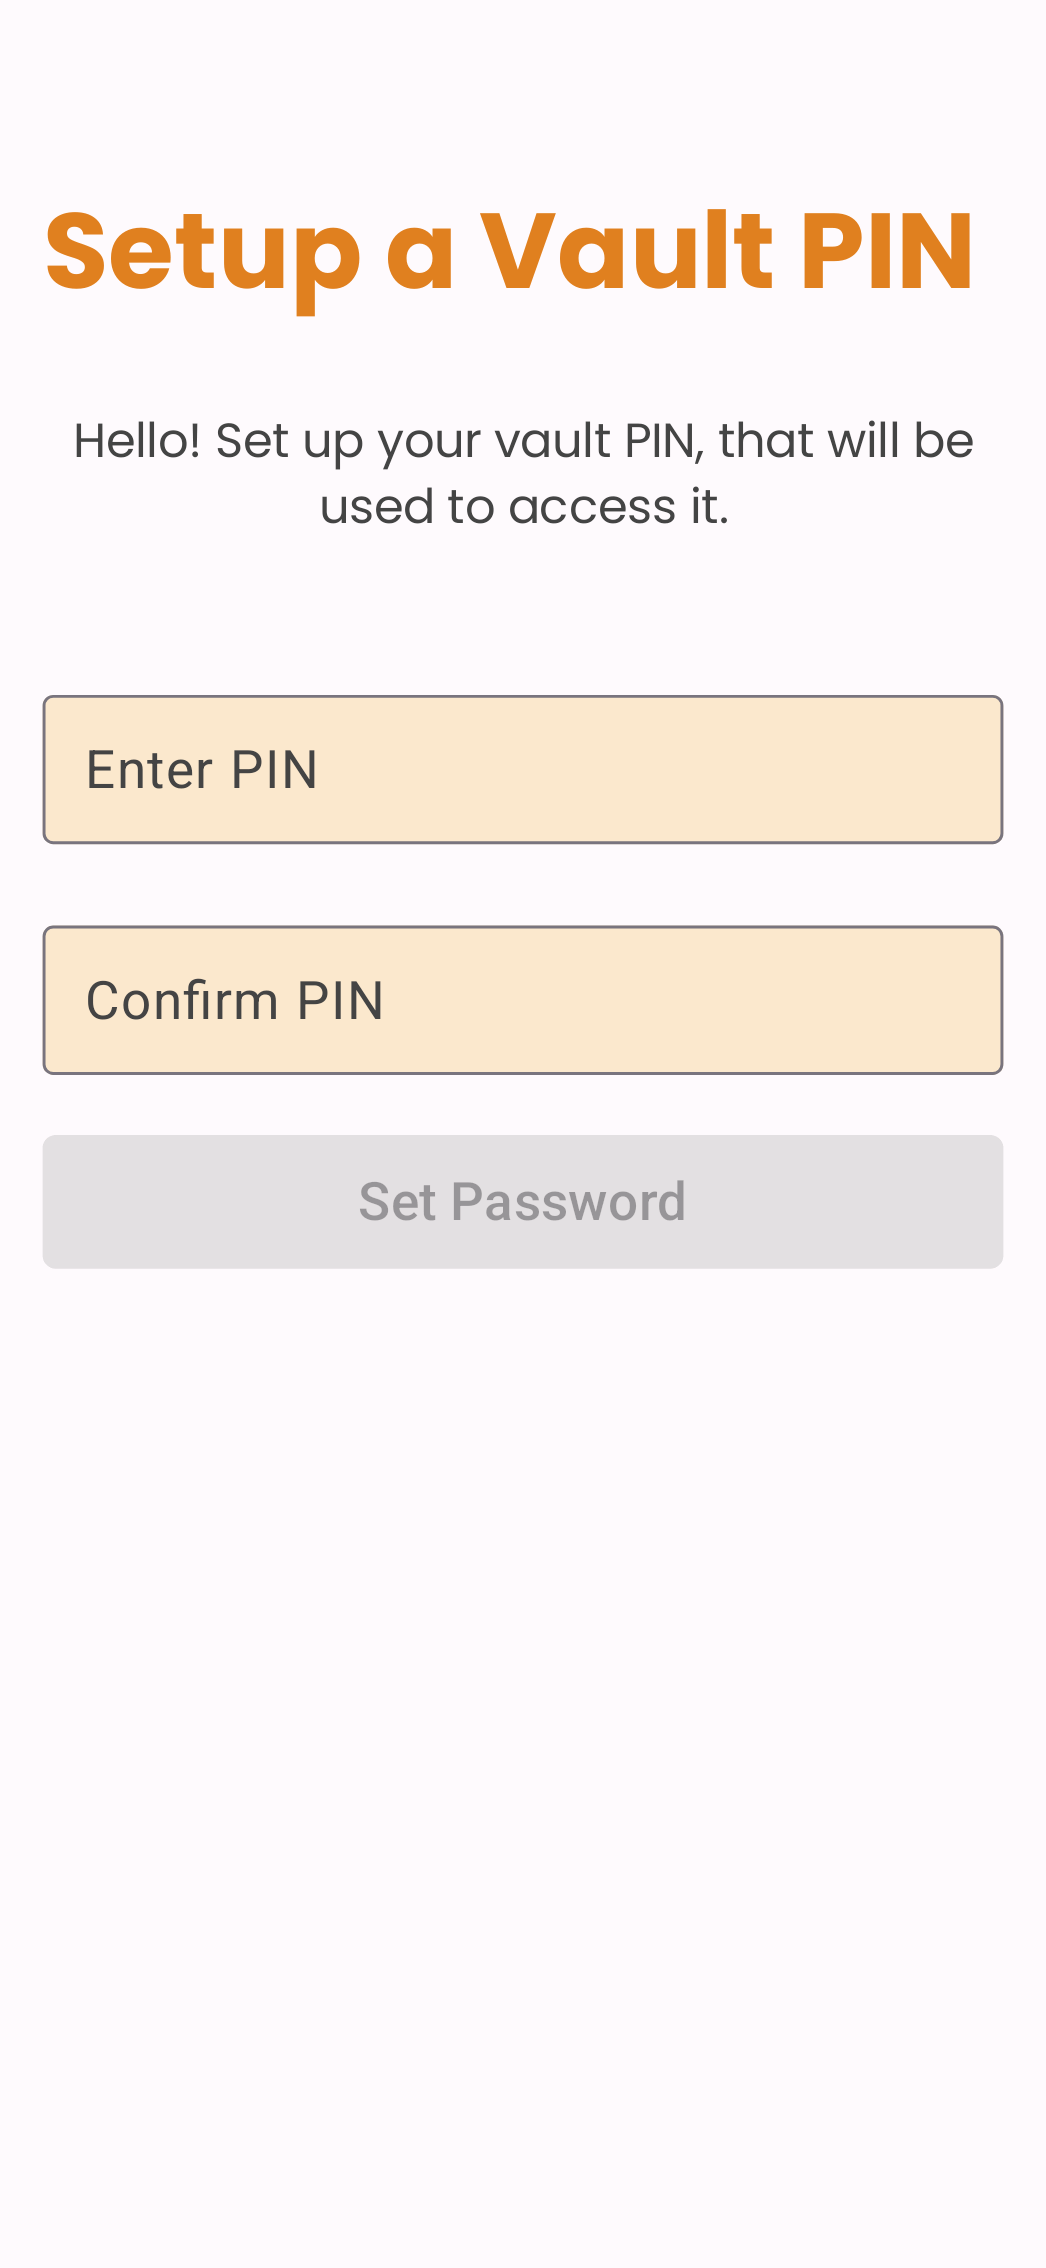 Setup a Vault PIN
Hello! Set up your vault PIN, that will be
used to access it.
Enter PIN
Confirm PIN
Set Password